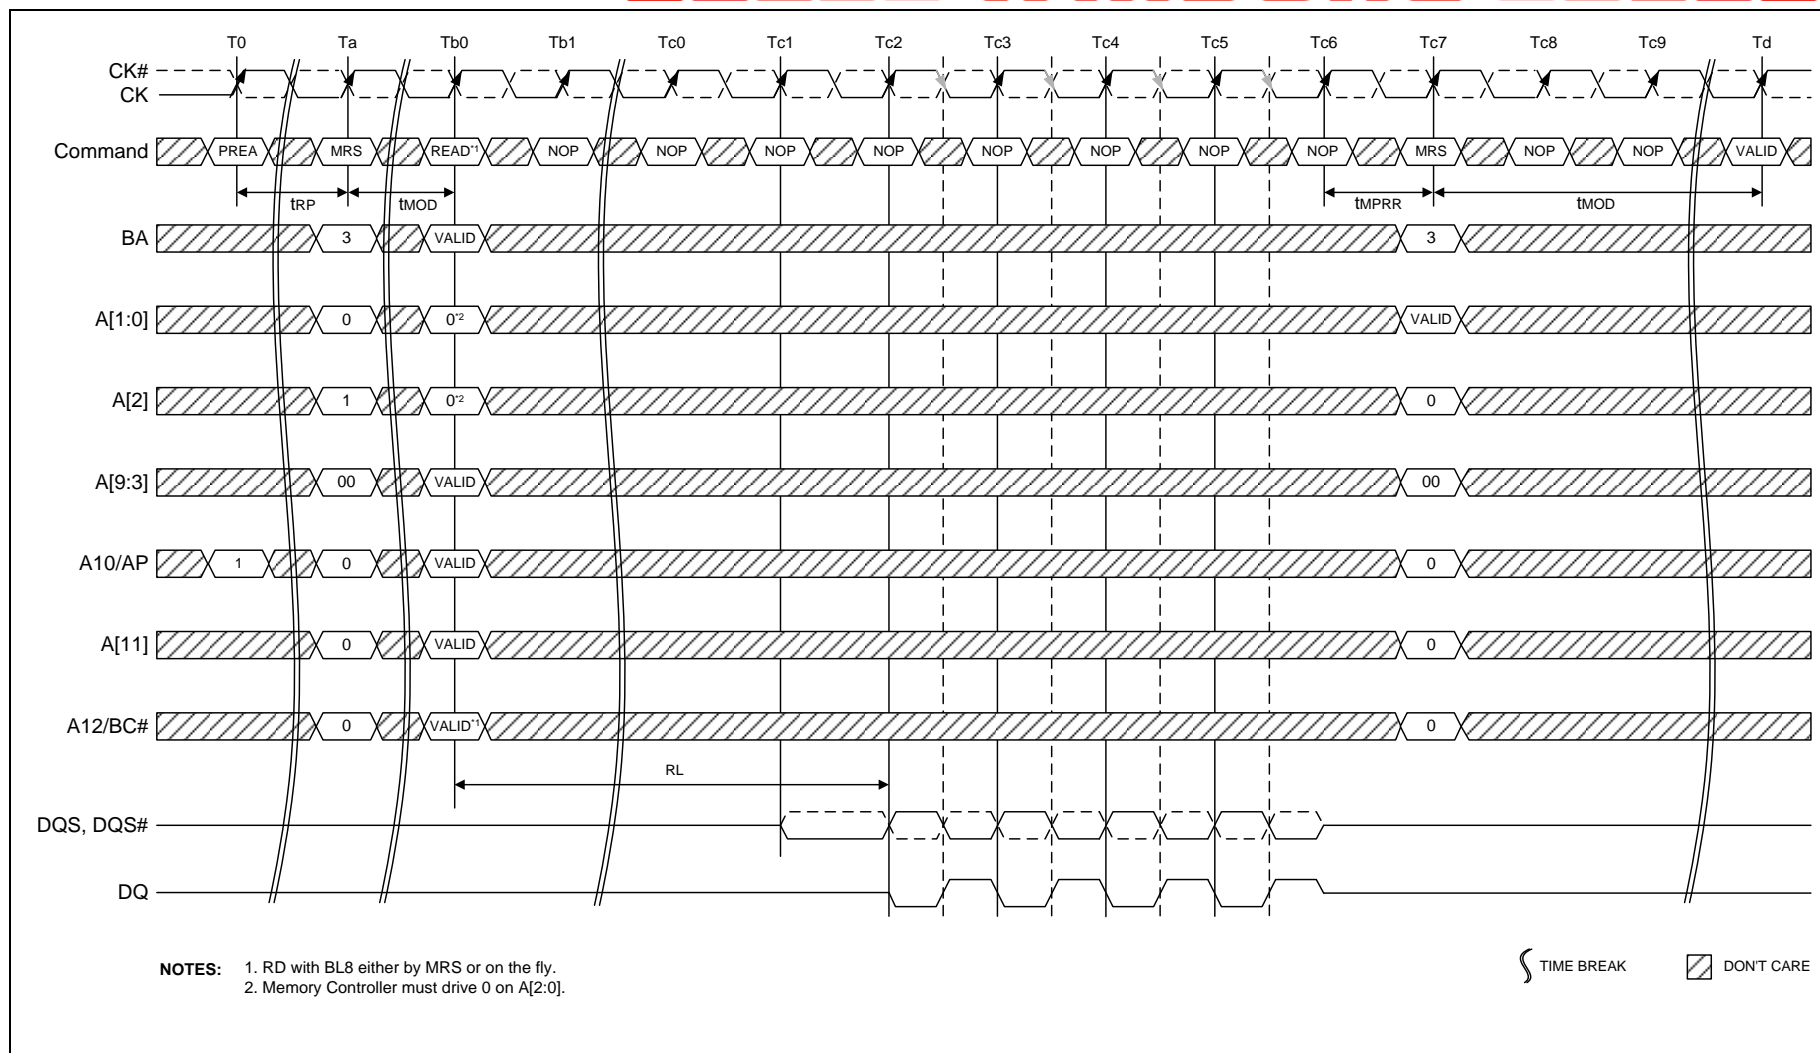 T0 Ta Tb0 Tb1 Tc0 Tc1 Tc2 Tc3 Tc4 Tc5 Tc6 Tc7 Tc8 Tc9 Td
CK#
CK
Command PREA MRS READ*1 NOP NOP NOP NOP NOP NOP NOP NOP MRS NOP NOP VALID
tRP tMOD tMPRR tMOD
BA 3 VALID 3
A[1:0] 0 0*2 VALID
A[2] 1 0*2 0
A[9:3] 00 VALID 00
A10/AP 1 0 VALID 0
A[11] 0 VALID 0
A12/BC# 0 VALID*1 0
RL
DQS, DQS#
DQ
NOTES: 1. RD with BL8 either by MRS or on the fly.
2. Memory Controller must drive 0 on A[2:0].
TIME BREAK DON'T CARE